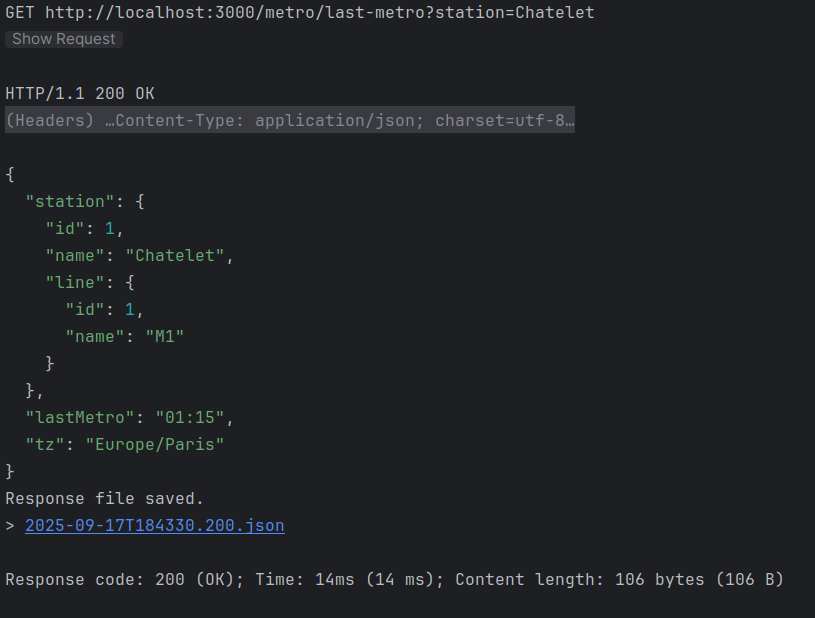 GET http://localhost:3000/metro/last-metro?station=Chatelet
Show Request
HTTP/1.1 200 OK
(Headers) …Content-Type: application/json; charset=utf-8…
{
  "station": {
    "id": 1,
    "name": "Chatelet",
    "line": {
      "id": 1,
      "name": "M1"
    }
  },
  "lastMetro": "01:15",
  "tz": "Europe/Paris"
}
Response file saved.
> 2025-09-17T184330.200.json
Response code: 200 (OK); Time: 14ms (14 ms); Content length: 106 bytes (106 B)